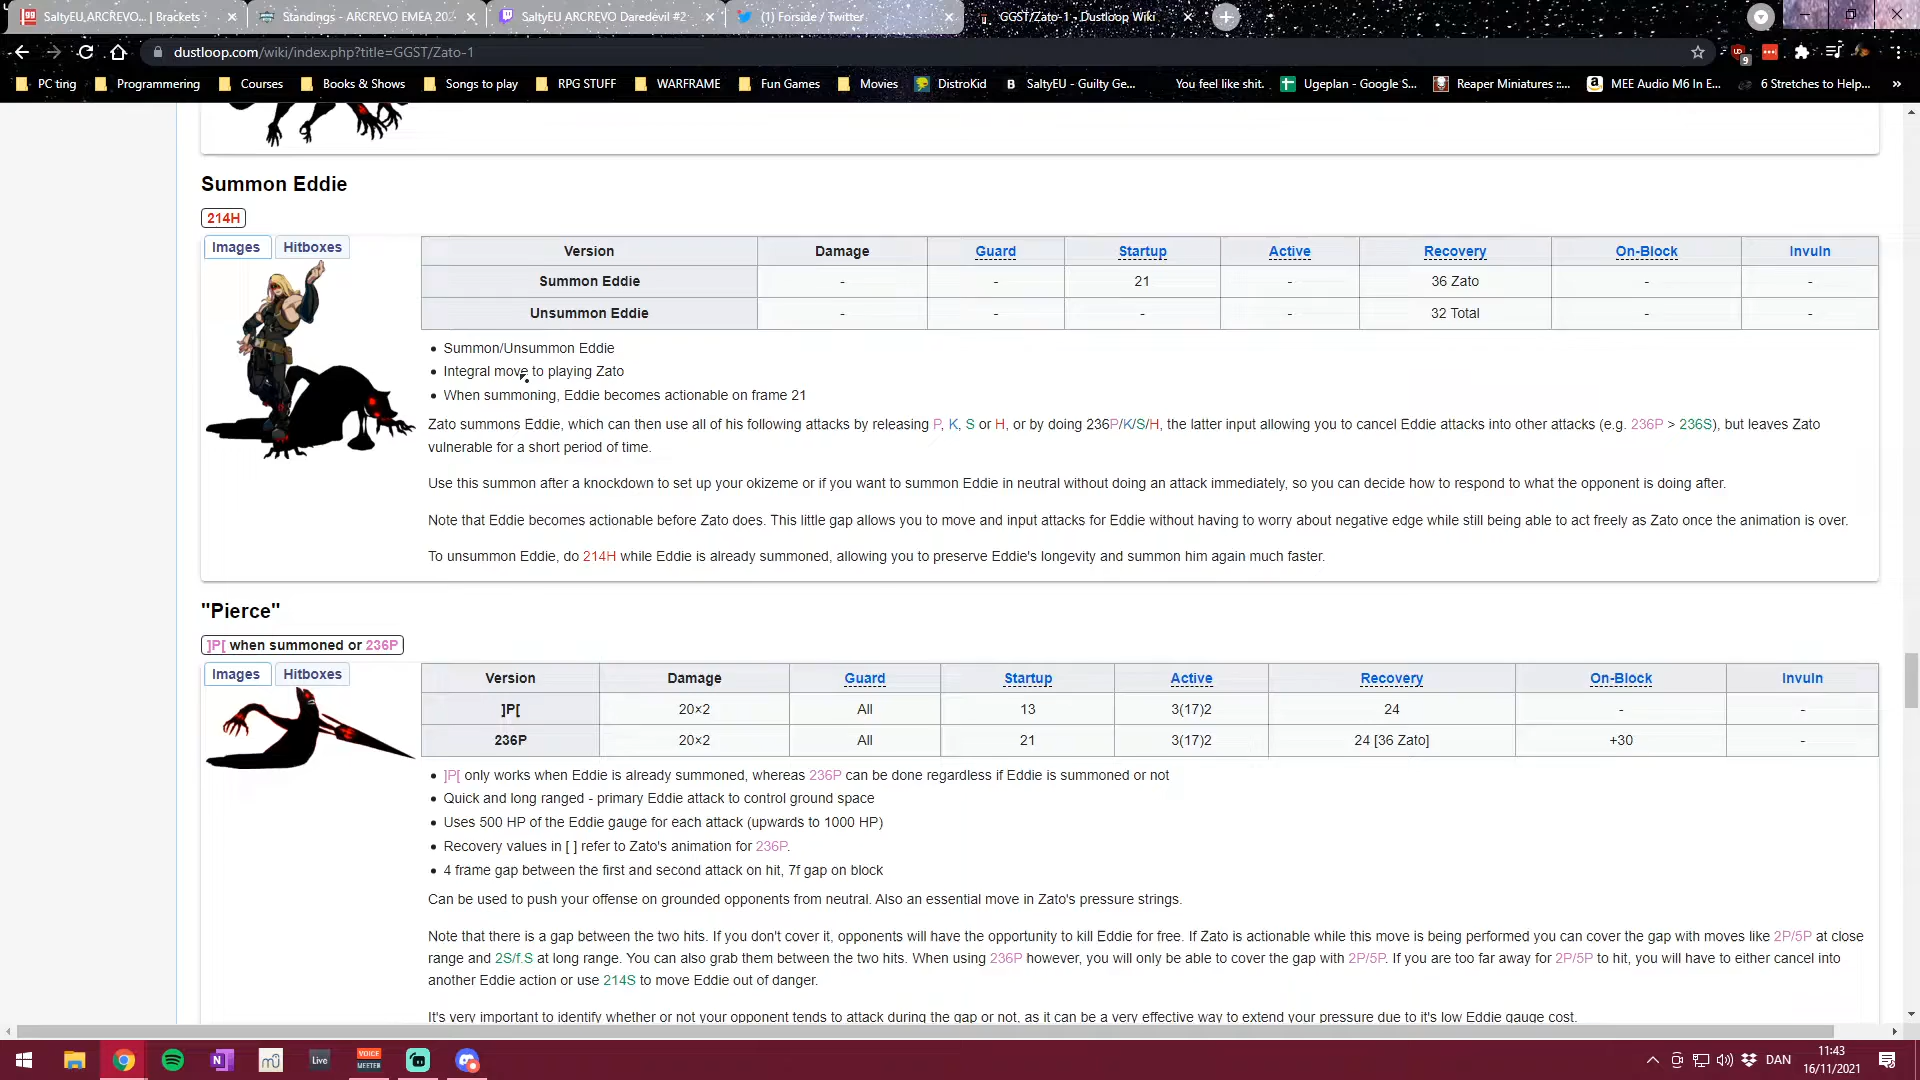 SaltyEU ARCREVO... | Brackets
Standings - ARCREVO EMEA 202
SaltyEU ARCREVO Daredevil #2
(1) Forside / Twitter
GGST/Zato-1 - Dustloop Wiki
dustloop.com/wiki/index.php?title=GGST/Zato-1
9
PC ting
Programmering
Courses
Books & Shows
Songs to play
RPG STUFF
WARFRAME
Fun Games
Movies
DistroKid
B SaltyEU - Guilty Ge...
You feel like shit.
Ugeplan - Google S...
Reaper Miniatures ::...
MEE Audio M6 In E...
6 Stretches to Help...
»
Summon Eddie
214H
Images Hitboxes
Version Damage Guard Startup Active Recovery On-Block Invuln
Summon Eddie - - 21 - 36 Zato - -
Unsummon Eddie - - - - 32 Total - -
• Summon/Unsummon Eddie
• Integral move to playing Zato
• When summoning, Eddie becomes actionable on frame 21
Zato summons Eddie, which can then use all of his following attacks by releasing P, K, S or H, or by doing 236P/K/S/H, the latter input allowing you to cancel Eddie attacks into other attacks (e.g. 236P > 236S), but leaves Zato
vulnerable for a short period of time.
Use this summon after a knockdown to set up your okizeme or if you want to summon Eddie in neutral without doing an attack immediately, so you can decide how to respond to what the opponent is doing after.
Note that Eddie becomes actionable before Zato does. This little gap allows you to move and input attacks for Eddie without having to worry about negative edge while still being able to act freely as Zato once the animation is over.
To unsummon Eddie, do 214H while Eddie is already summoned, allowing you to preserve Eddie's longevity and summon him again much faster.
"Pierce"
]P[ when summoned or 236P
Images Hitboxes
Version Damage Guard Startup Active Recovery On-Block Invuln
]P[ 20×2 All 13 3(17)2 24 - -
236P 20×2 All 21 3(17)2 24 [36 Zato] +30 -
• ]P[ only works when Eddie is already summoned, whereas 236P can be done regardless if Eddie is summoned or not
• Quick and long ranged - primary Eddie attack to control ground space
• Uses 500 HP of the Eddie gauge for each attack (upwards to 1000 HP)
• Recovery values in [ ] refer to Zato's animation for 236P.
• 4 frame gap between the first and second attack on hit, 7f gap on block
Can be used to push your offense on grounded opponents from neutral. Also an essential move in Zato's pressure strings.
Note that there is a gap between the two hits. If you don't cover it, opponents will have the opportunity to kill Eddie for free. If Zato is actionable while this move is being performed you can cover the gap with moves like 2P/5P at close
range and 2S/f.S at long range. You can also grab them between the two hits. When using 236P however, you will only be able to cover the gap with 2P/5P. If you are too far away for 2P/5P to hit, you will have to either cancel into
another Eddie action or use 214S to move Eddie out of danger.
It's very important to identify whether or not your opponent tends to attack during the gap or not, as it can be a very effective way to extend your pressure due to it's low Eddie gauge cost.
Live
VOICE
MEETER
DAN
11:43
16/11/2021